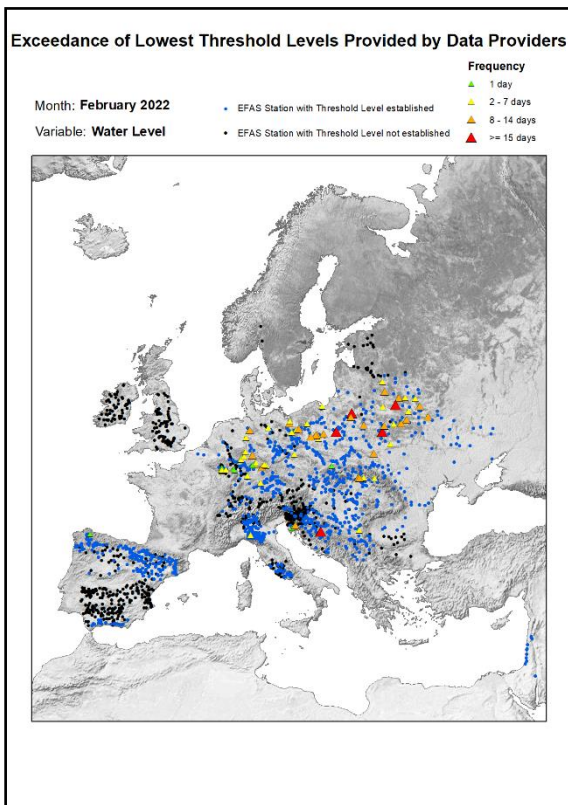 Exceedance of Lowest Threshold Levels Provided by Data Providers
Frequency
1 day
2 - 7 days
8 - 14 days
>= 15 days
Month: February 2022
Variable: Water Level
EFAS Station with Threshold Level established
EFAS Station with Threshold Level not established